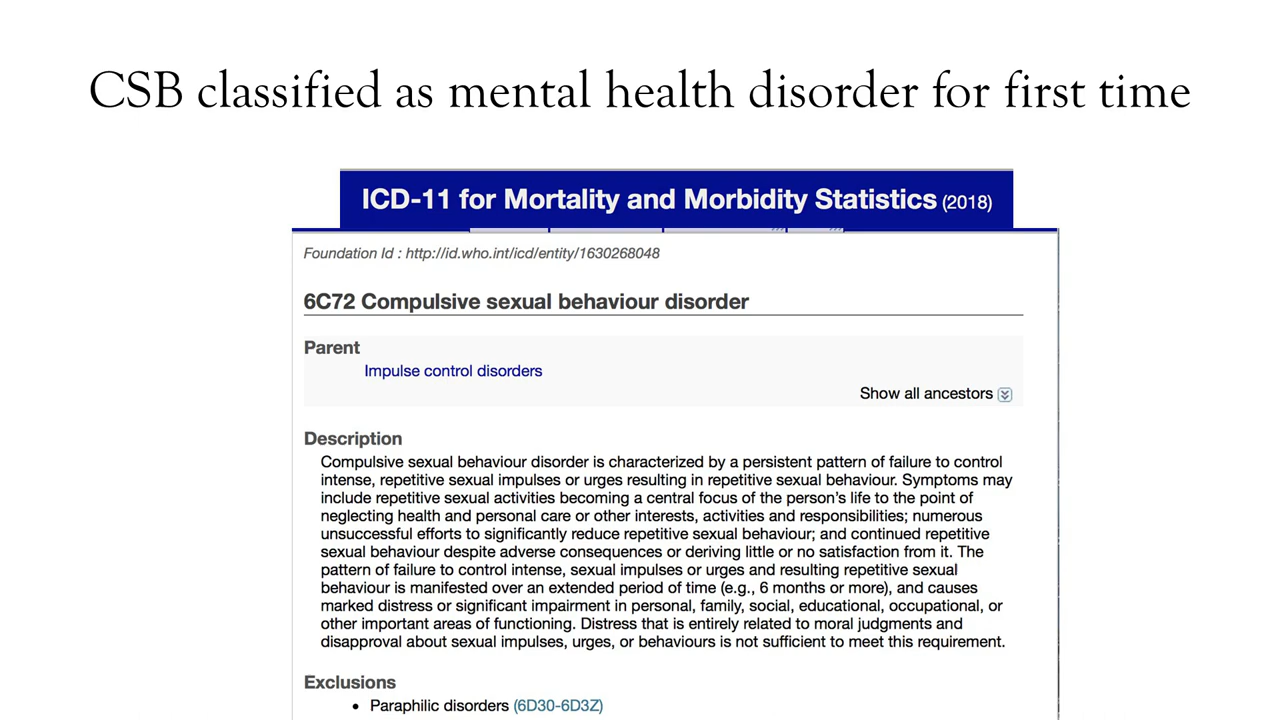 CSB classified as mental health disorder for first time
ICD-11 for Mortality and Morbidity Statistics (2018)
Foundation Id : http://id.who.int/icd/entity/1630268048
6C72 Compulsive sexual behaviour disorder
Parent
Impulse control disorders
Show all ancestors
Description
Compulsive sexual behaviour disorder is characterized by a persistent pattern of failure to control
intense, repetitive sexual impulses or urges resulting in repetitive sexual behaviour. Symptoms may
include repetitive sexual activities becoming a central focus of the person's life to the point of
neglecting health and personal care or other interests, activities and responsibilities; numerous
unsuccessful efforts to significantly reduce repetitive sexual behaviour; and continued repetitive
sexual behaviour despite adverse consequences or deriving little or no satisfaction from it. The
pattern of failure to control intense, sexual impulses or urges and resulting repetitive sexual
behaviour is manifested over an extended period of time (e.g., 6 months or more), and causes
marked distress or significant impairment in personal, family, social, educational, occupational, or
other important areas of functioning. Distress that is entirely related to moral judgments and
disapproval about sexual impulses, urges, or behaviours is not sufficient to meet this requirement.
Exclusions
• Paraphilic disorders (6D30-6D3Z)